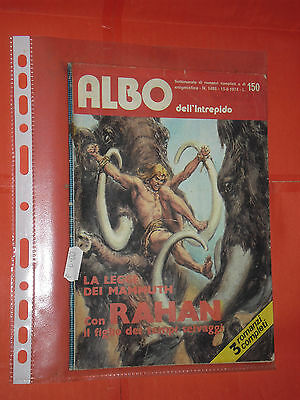 ALBO
dell'Intrepido
Settimanale di romanzi completi e di
enigmistica - N. 1485 - 15-8-1974 - L. 150
LA LEGGE
DEI MAMMUTH
con RAHAN
il figlio dei tempi selvaggi
3 romanzi
completi